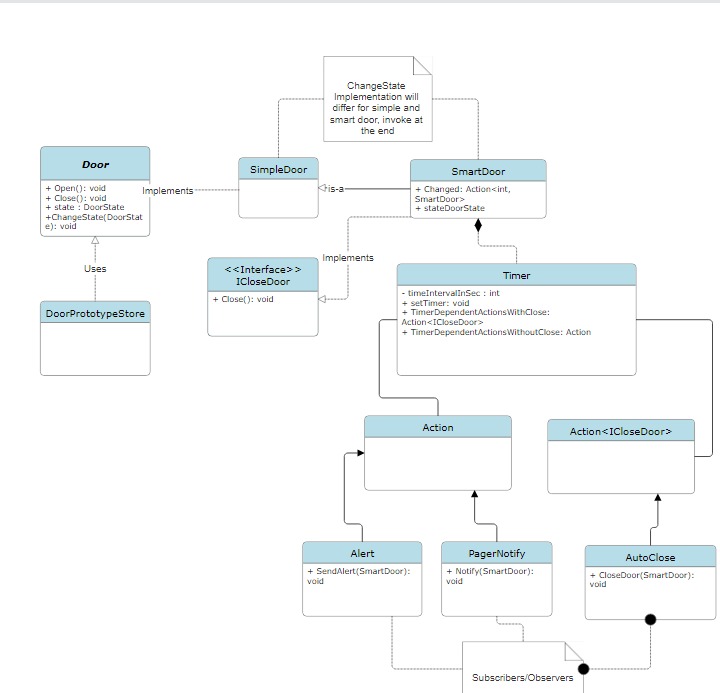 ChangeState
Implementation will
differ for simple and
smart door, invoke at
the end
Door
+ Open(): void
+ Close(): void
+ state : DoorState
+ChangeState(DoorStat
e): void
Implements
SimpleDoor
is-a
SmartDoor
+ Changed: Action<int,
SmartDoor>
+ stateDoorState
Uses
<<Interface>>
ICloseDoor
+ Close(): void
Implements
Timer
- timeIntervalInSec : int
+ setTimer: void
+ TimerDependentActionsWithClose:
Action<ICloseDoor>
+ TimerDependentActionsWithoutClose: Action
DoorPrototypeStore
Action
Action<ICloseDoor>
Alert
+ SendAlert(SmartDoor):
void
PagerNotify
+ Notify(SmartDoor):
void
AutoClose
+ CloseDoor(SmartDoor):
void
Subscribers/Observers